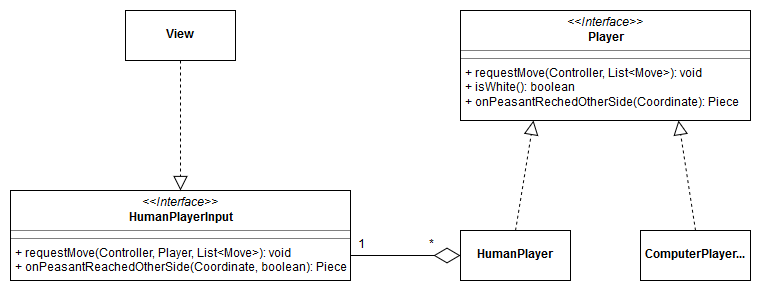 View
<<Interface>>
Player
+ requestMove(Controller, List<Move>): void
+ isWhite(): boolean
+ onPeasantRechedOtherSide(Coordinate): Piece
<<Interface>>
HumanPlayerInput
+ requestMove(Controller, Player, List<Move>): void
+ onPeasantReachedOtherSide(Coordinate, boolean): Piece
1
*
HumanPlayer
ComputerPlayer...